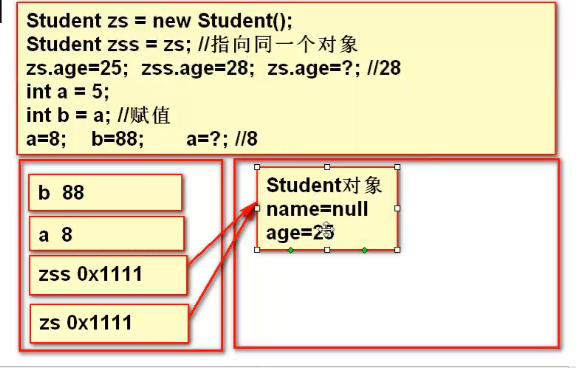 Student zs = new Student();
Student zss = zs; //指向同一个对象
zs.age=25; zss.age=28; zs.age=?; //28
int a = 5;
int b = a; //赋值
a=8; b=88; a=?; //8
b 88
a 8
zss 0x1111
zs 0x1111
Student对象
name=null
age=25